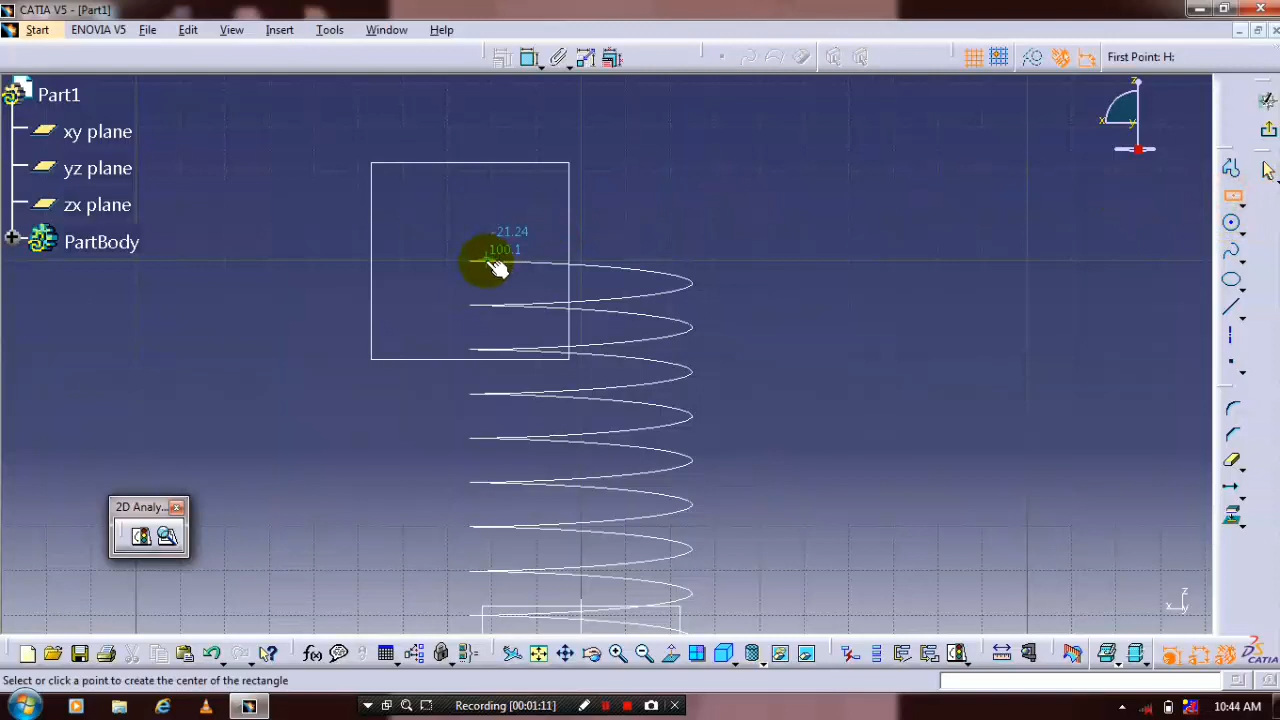 CATIA V5 - [Part1]
Start ENOVIA V5 File Edit View Insert Tools Window Help
First Point: H:
Part1
xy plane
yz plane
zx plane
PartBody
z
x
y
-21.24
100.1
2D Analy...
z
x y
f(x)
DS CATIA
Select or click a point to create the center of the rectangle
Recording [00:01:11]
10:44 AM